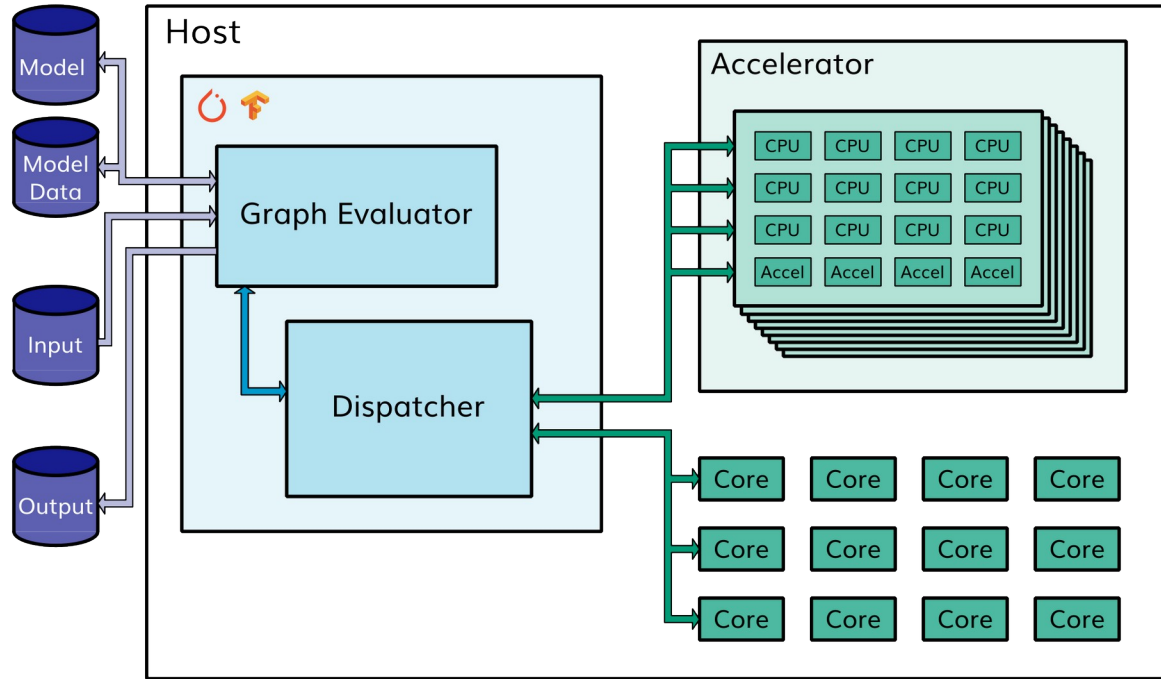 Host
Model
Model
Data
Input
Output
Graph Evaluator
Dispatcher
Accelerator
CPU CPU CPU CPU
CPU CPU CPU CPU
CPU CPU CPU CPU
Accel Accel Accel Accel
Core Core Core Core
Core Core Core Core
Core Core Core Core